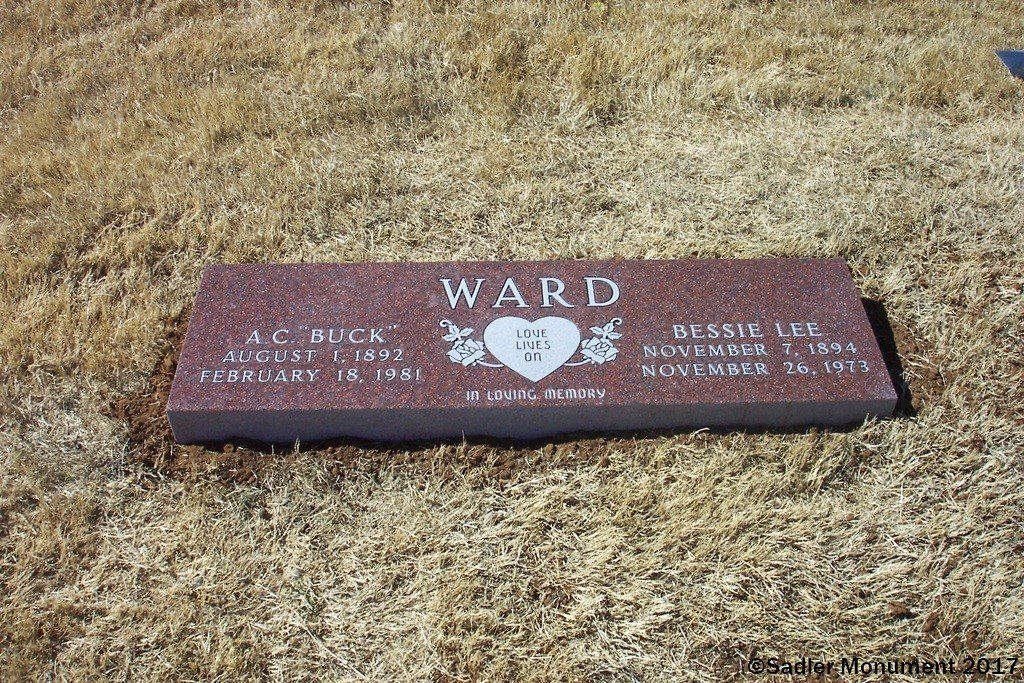 WARD
A.C. "BUCK"
AUGUST 1, 1892
FEBRUARY 18, 1981
LOVE
LIVES
ON
IN LOVING MEMORY
BESSIE LEE
NOVEMBER 7, 1894
NOVEMBER 26, 1973
©Sadler Monument 2017